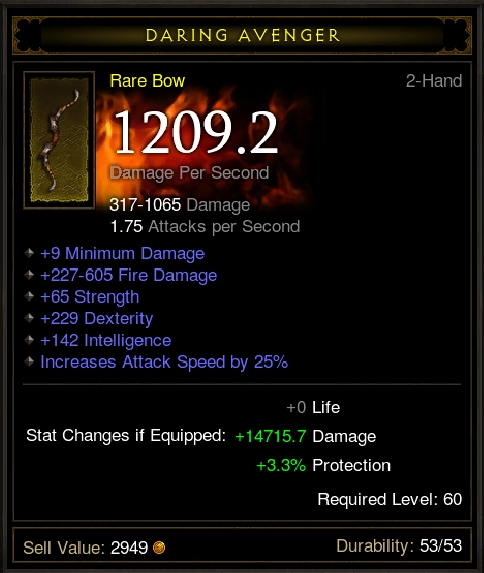 DARING AVENGER
Rare Bow 2-Hand
1209.2
Damage Per Second
317-1065 Damage
1.75 Attacks per Second
+9 Minimum Damage
+227-605 Fire Damage
+65 Strength
+229 Dexterity
+142 Intelligence
Increases Attack Speed by 25%
+0 Life
Stat Changes if Equipped: +14715.7 Damage
+3.3% Protection
Required Level: 60
Sell Value: 2949 Durability: 53/53